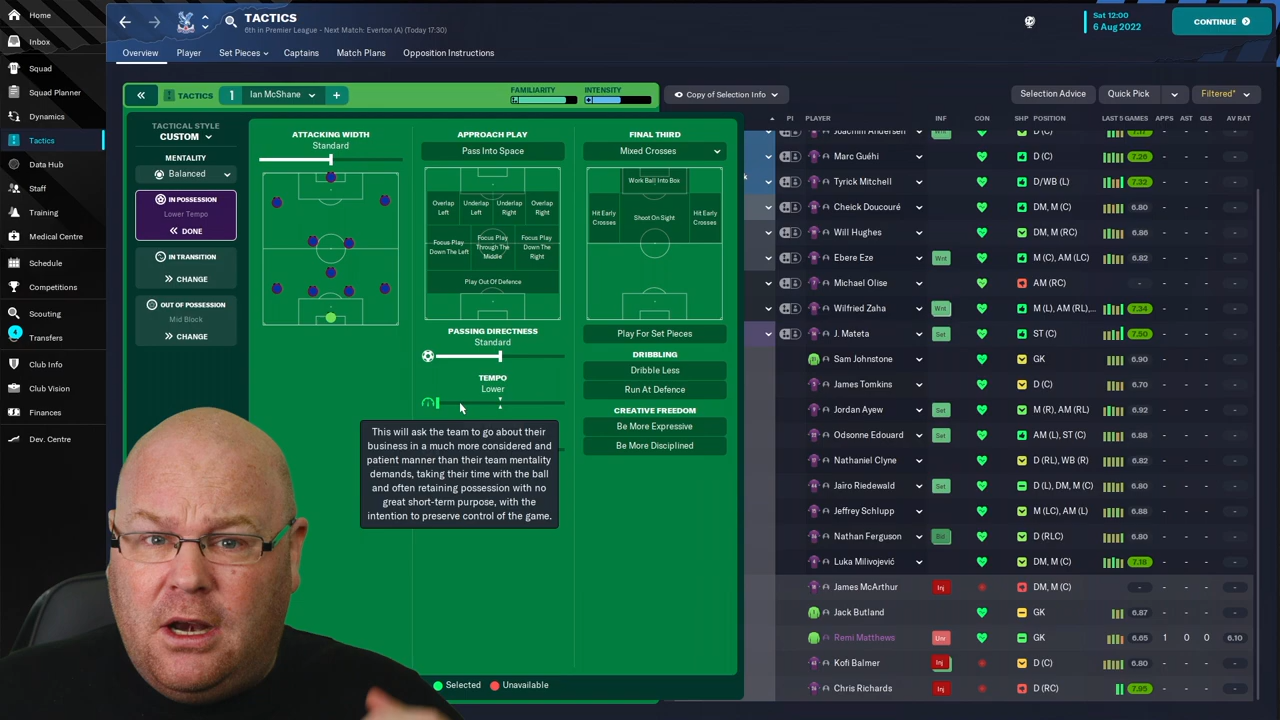 Home
Inbox
Squad
Squad Planner
Dynamics
Tactics
Data Hub
Staff
Training
Medical Centre
Schedule
Competitions
Scouting
4
Transfers
Club Info
Club Vision
Finances
Dev. Centre
TACTICS
6th in Premier League - Next Match: Everton (A) (Today 17:30)
Sat 12:00
6 Aug 2022
CONTINUE
Overview
Player
Set Pieces
Captains
Match Plans
Opposition Instructions
TACTICS
1
Ian McShane
FAMILIARITY
INTENSITY
TACTICAL STYLE
CUSTOM
MENTALITY
Balanced
IN POSSESSION
Lower Tempo
DONE
IN TRANSITION
CHANGE
OUT OF POSSESSION
Mid Block
CHANGE
ATTACKING WIDTH
Standard
APPROACH PLAY
Pass Into Space
Overlap Left
Underlap Left
Underlap Right
Overlap Right
Focus Play Down The Left
Focus Play Through The Middle
Focus Play Down The Right
Play Out Of Defence
PASSING DIRECTNESS
Standard
TEMPO
Lower
This will ask the team to go about their
business in a much more considered and
patient manner than their team mentality
demands, taking their time with the ball
and often retaining possession with no
great short-term purpose, with the
intention to preserve control of the game.
FINAL THIRD
Mixed Crosses
Work Ball Into Box
Hit Early Crosses
Shoot On Sight
Hit Early Crosses
Play For Set Pieces
DRIBBLING
Dribble Less
Run At Defence
CREATIVE FREEDOM
Be More Expressive
Be More Disciplined
Selected
Unavailable
Copy of Selection Info
Selection Advice
Quick Pick
Filtered*
PI PLAYER INF CON SHP POSITION LAST 5 GAMES APPS AST GLS AV RAT
Joachim Andersen D (C) 7.17 - - - -
Marc Guéhi D (C) 7.26 - - - -
Tyrick Mitchell D/WB (L) 7.32 - - - -
Cheick Doucouré DM, M (C) 6.80 - - - -
Will Hughes DM, M (RC) 6.86 - - - -
Ebere Eze Wnt M (C), AM (LC) 6.82 - - - -
Michael Olise AM (RC) - - - - -
Wilfried Zaha Wnt M (L), AM (RL),... 7.34 - - - -
J. Mateta Set ST (C) 7.50 - - - -
Sam Johnstone GK 6.90 - - - -
James Tomkins D (C) 6.70 - - - -
Jordan Ayew Set M (R), AM (RL) 6.92 - - - -
Odsonne Edouard Set AM (L), ST (C) 6.88 - - - -
Nathaniel Clyne D (RL), WB (R) 6.82 - - - -
Jaïro Riedewald Set D (L), DM, M (C) 6.80 - - - -
Jeffrey Schlupp M (LC), AM (L) 6.88 - - - -
Nathan Ferguson Bid D (RLC) 6.80 - - - -
Luka Milivojević DM, M (C) 7.18 - - - -
James McArthur Inj DM, M (C) - - - - -
Jack Butland GK 6.87 - - - -
Remi Matthews Unr GK 6.65 1 0 0 6.10
Kofi Balmer Inj D (C) 6.80 - - - -
Chris Richards Inj D (RC) 7.95 - - - -